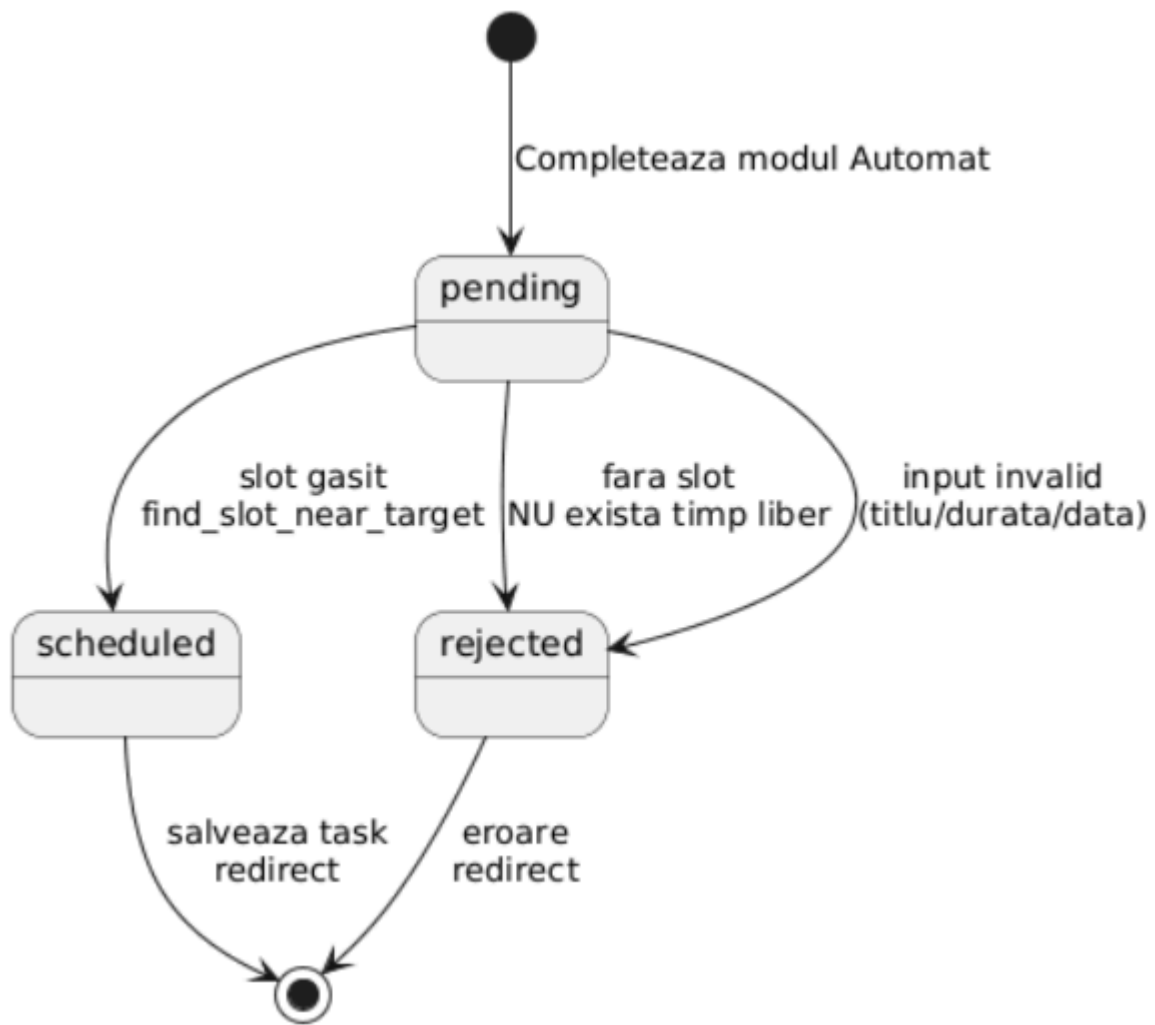 Completeaza modul Automat
pending
slot gasit
find_slot_near_target
fara slot
NU exista timp liber
input invalid
(titlu/durata/data)
scheduled
rejected
salveaza task
redirect
eroare
redirect